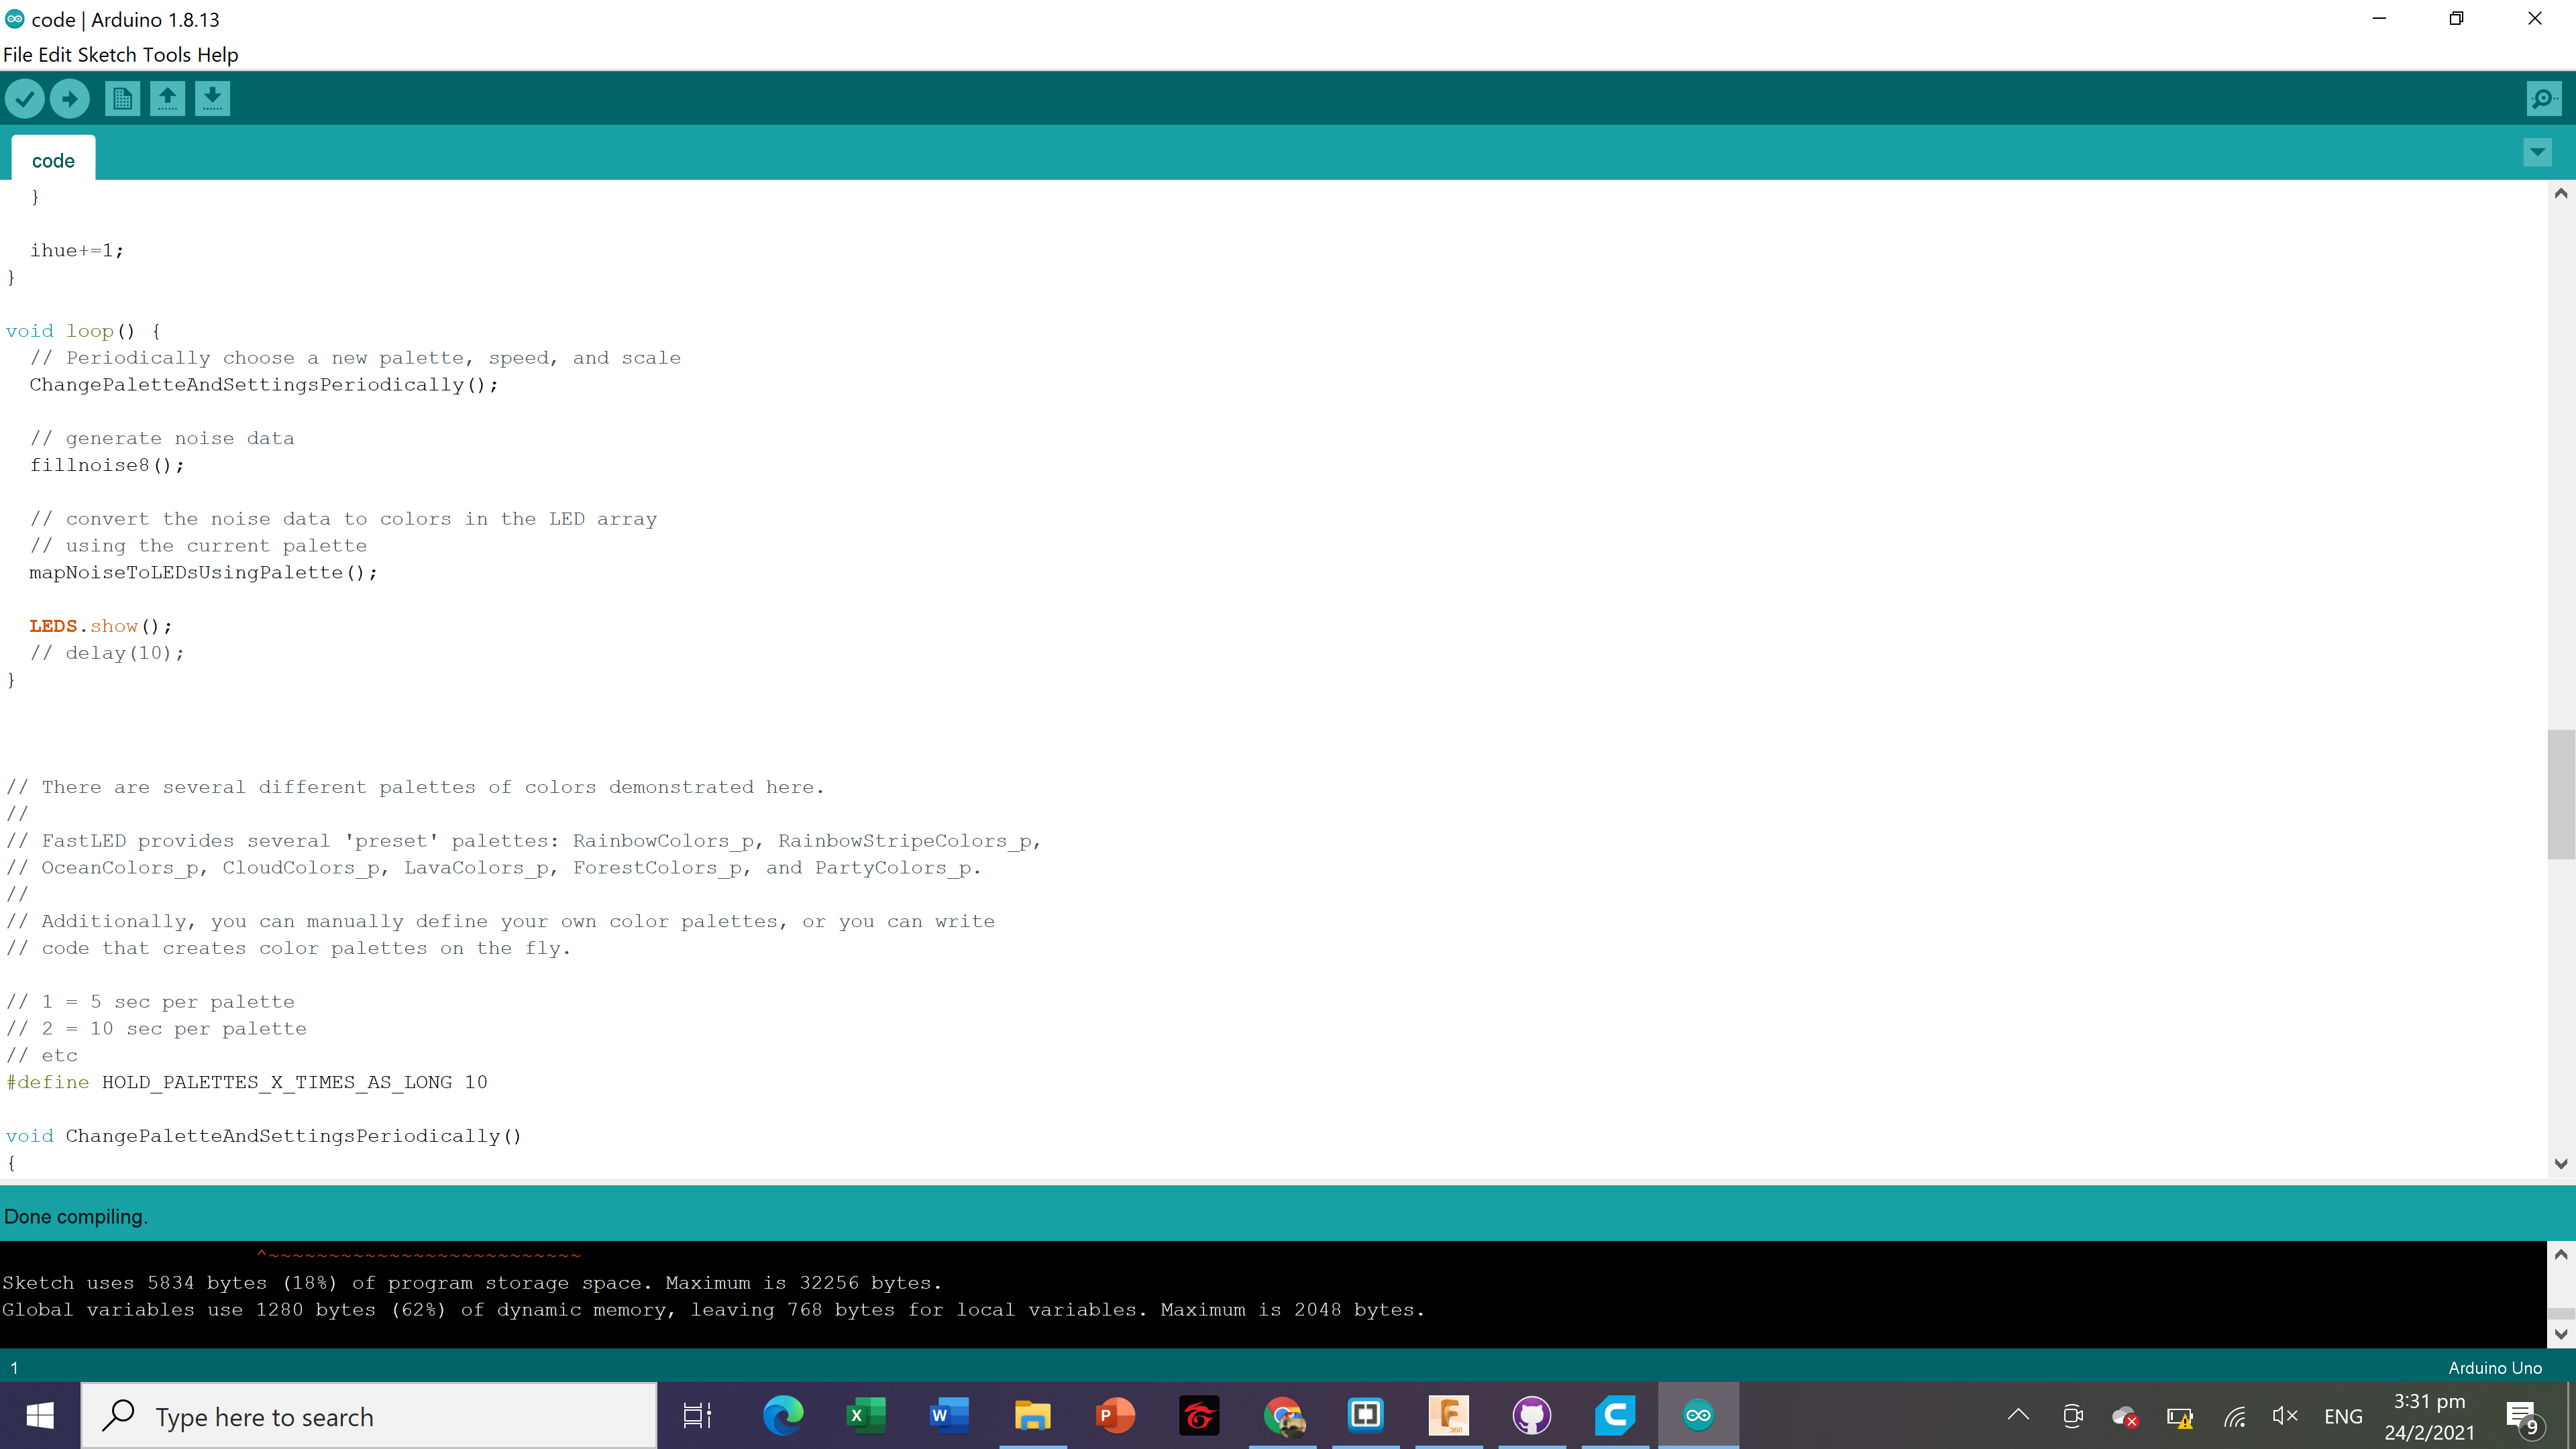 code | Arduino 1.8.13
File Edit Sketch Tools Help
code
}
ihue+=1;
}
void loop() {
// Periodically choose a new palette, speed, and scale
ChangePaletteAndSettingsPeriodically();
// generate noise data
fillnoise8();
// convert the noise data to colors in the LED array
// using the current palette
mapNoiseToLEDsUsingPalette();
LEDS.show();
// delay(10);
}
// There are several different palettes of colors demonstrated here.
//
// FastLED provides several 'preset' palettes: RainbowColors_p, RainbowStripeColors_p,
// OceanColors_p, CloudColors_p, LavaColors_p, ForestColors_p, and PartyColors_p.
//
// Additionally, you can manually define your own color palettes, or you can write
// code that creates color palettes on the fly.
// 1 = 5 sec per palette
// 2 = 10 sec per palette
// etc
#define HOLD_PALETTES_X_TIMES_AS_LONG 10
void ChangePaletteAndSettingsPeriodically()
{
Done compiling.
^~~~~~~~~~~~~~~~~~~~~~~~~~~
Sketch uses 5834 bytes (18%) of program storage space. Maximum is 32256 bytes.
Global variables use 1280 bytes (62%) of dynamic memory, leaving 768 bytes for local variables. Maximum is 2048 bytes.
1
Arduino Uno
Type here to search
X
W
P
F
360
ENG
3:31 pm
24/2/2021
9